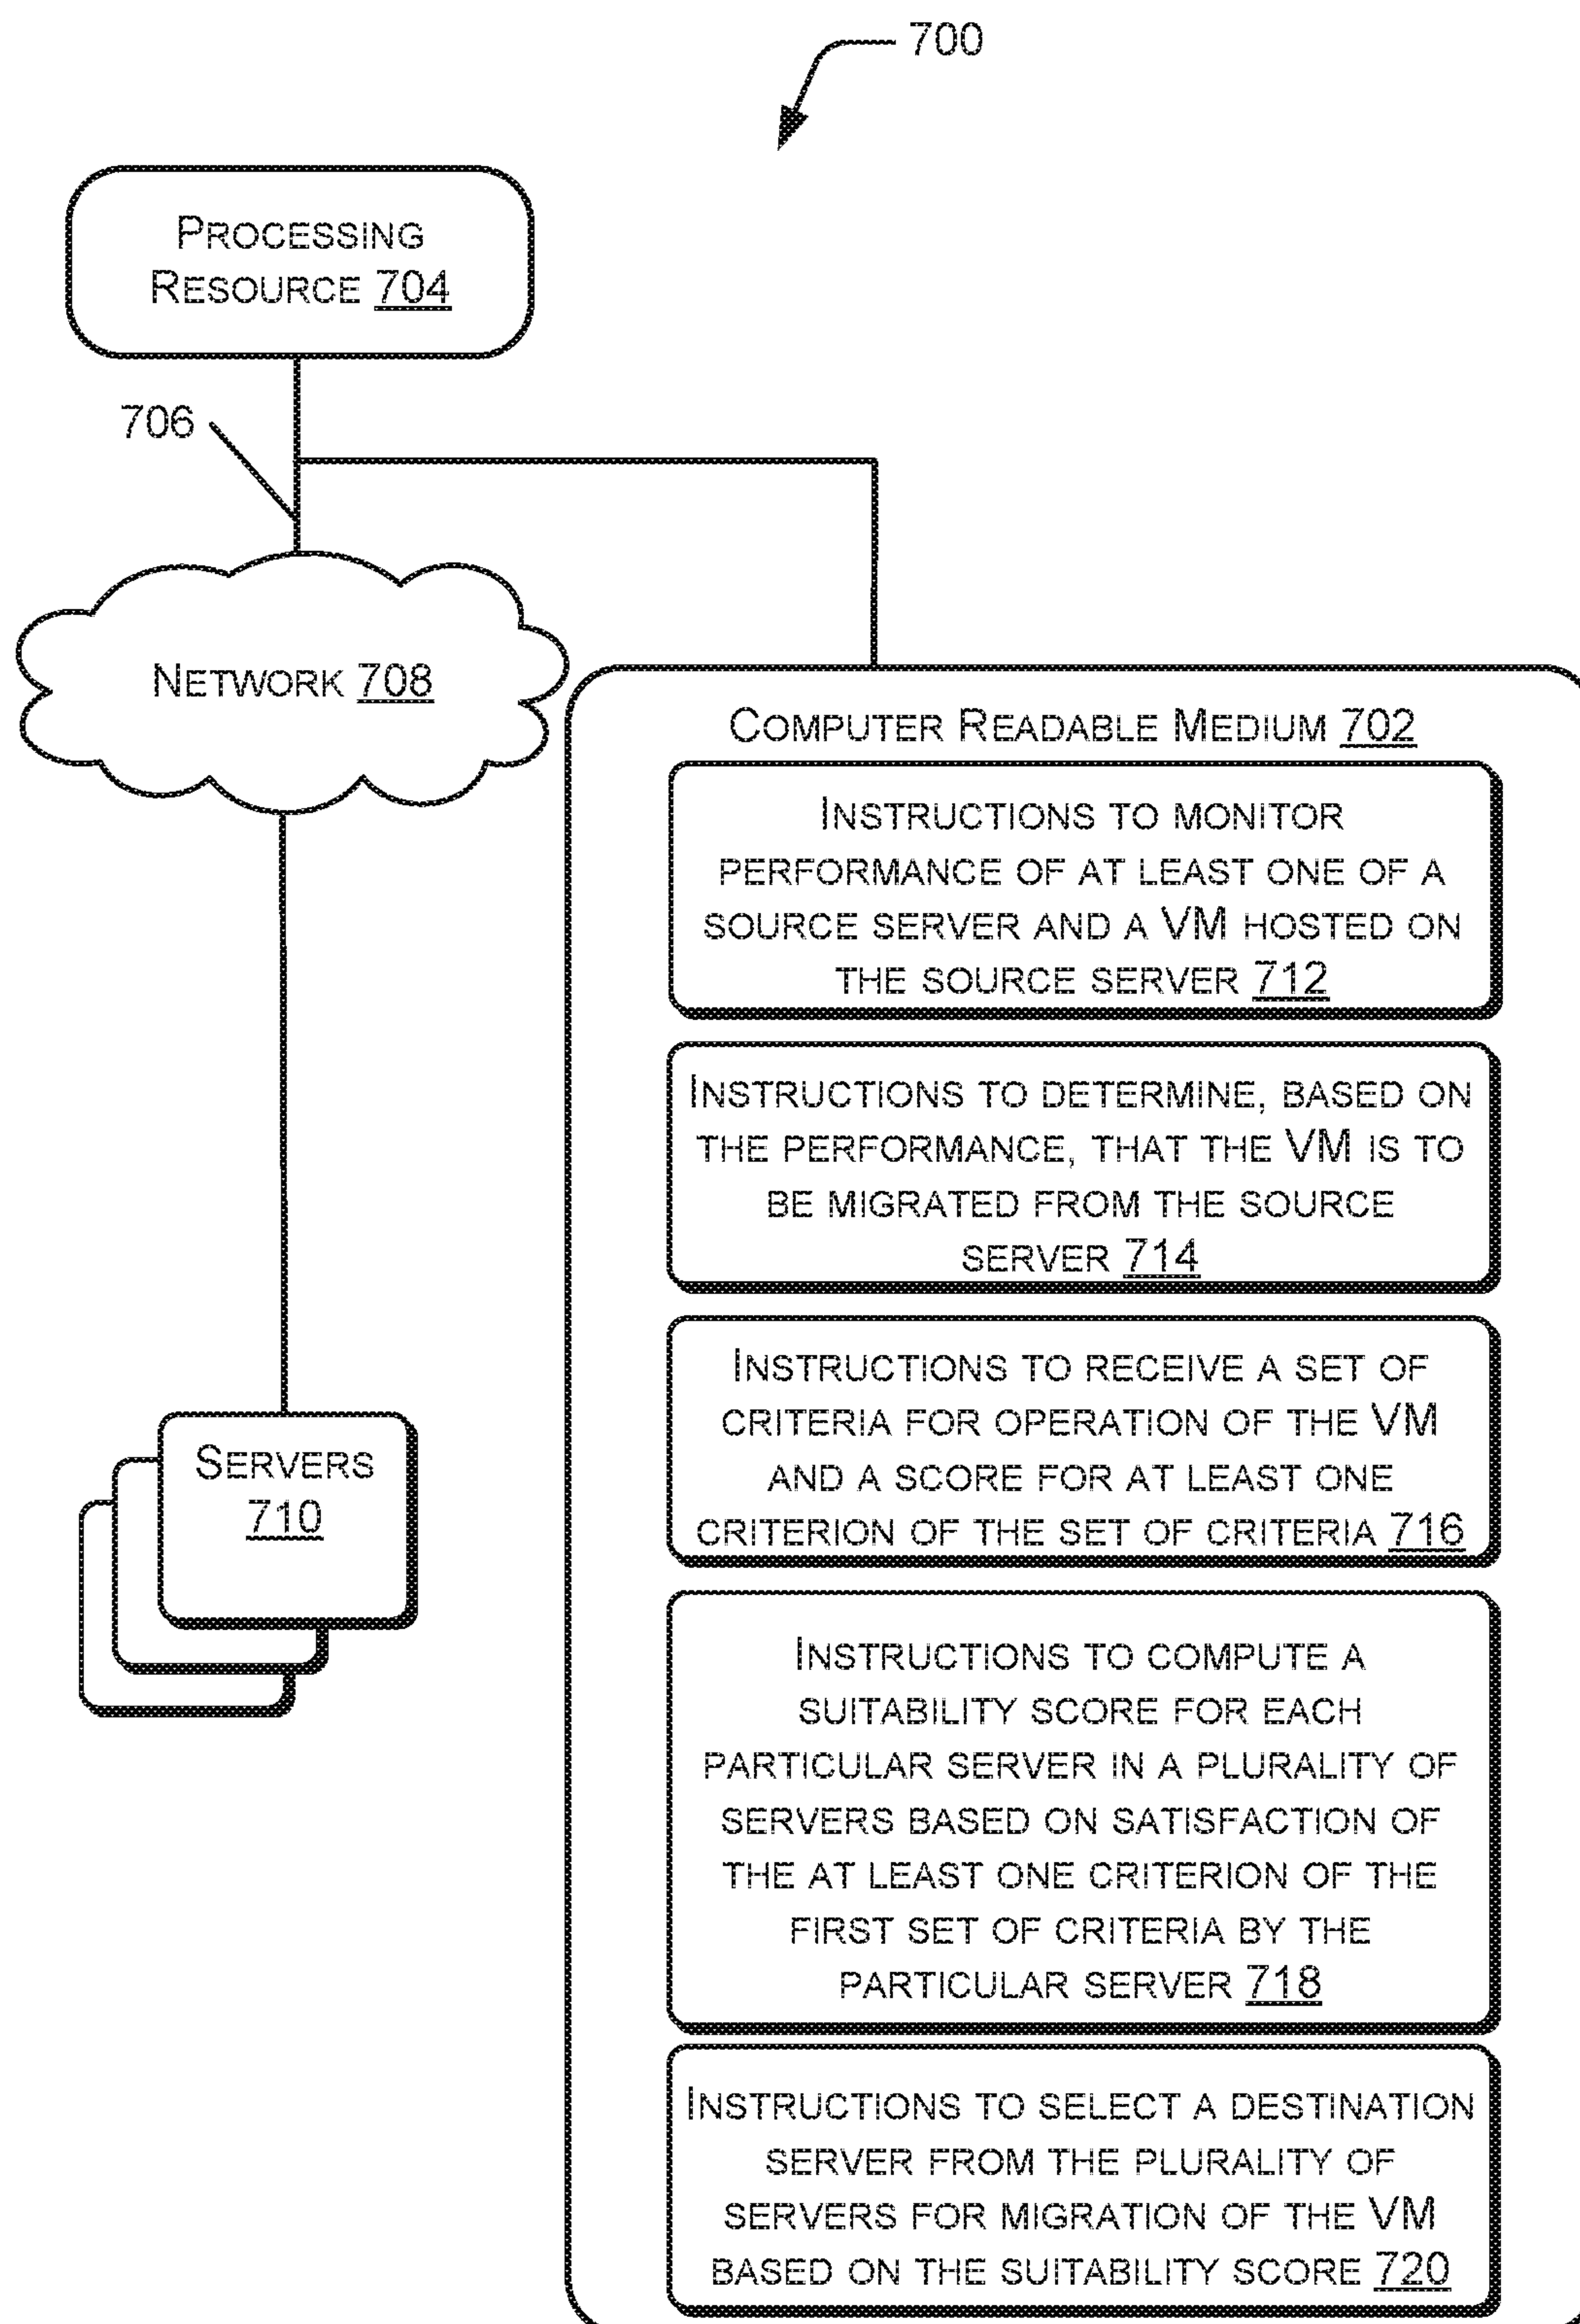 700
PROCESSING
RESOURCE 704
706
NETWORK 708
COMPUTER READABLE MEDIUM 702
INSTRUCTIONS TO MONITOR
PERFORMANCE OF AT LEAST ONE OF A
SOURCE SERVER AND A VM HOSTED ON
THE SOURCE SERVER 712
INSTRUCTIONS TO DETERMINE, BASED ON
THE PERFORMANCE, THAT THE VM IS TO
BE MIGRATED FROM THE SOURCE
SERVER 714
INSTRUCTIONS TO RECEIVE A SET OF
CRITERIA FOR OPERATION OF THE VM
AND A SCORE FOR AT LEAST ONE
CRITERION OF THE SET OF CRITERIA 716
SERVERS
710
INSTRUCTIONS TO COMPUTE A
SUITABILITY SCORE FOR EACH
PARTICULAR SERVER IN A PLURALITY OF
SERVERS BASED ON SATISFACTION OF
THE AT LEAST ONE CRITERION OF THE
FIRST SET OF CRITERIA BY THE
PARTICULAR SERVER 718
INSTRUCTIONS TO SELECT A DESTINATION
SERVER FROM THE PLURALITY OF
SERVERS FOR MIGRATION OF THE VM
BASED ON THE SUITABILITY SCORE 720